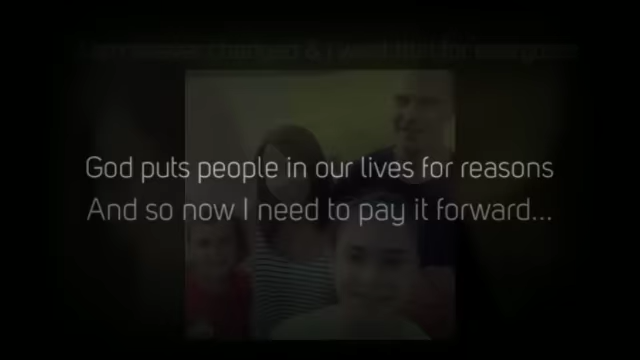 God puts people in our lives for reasons
And so now I need to pay it forward...